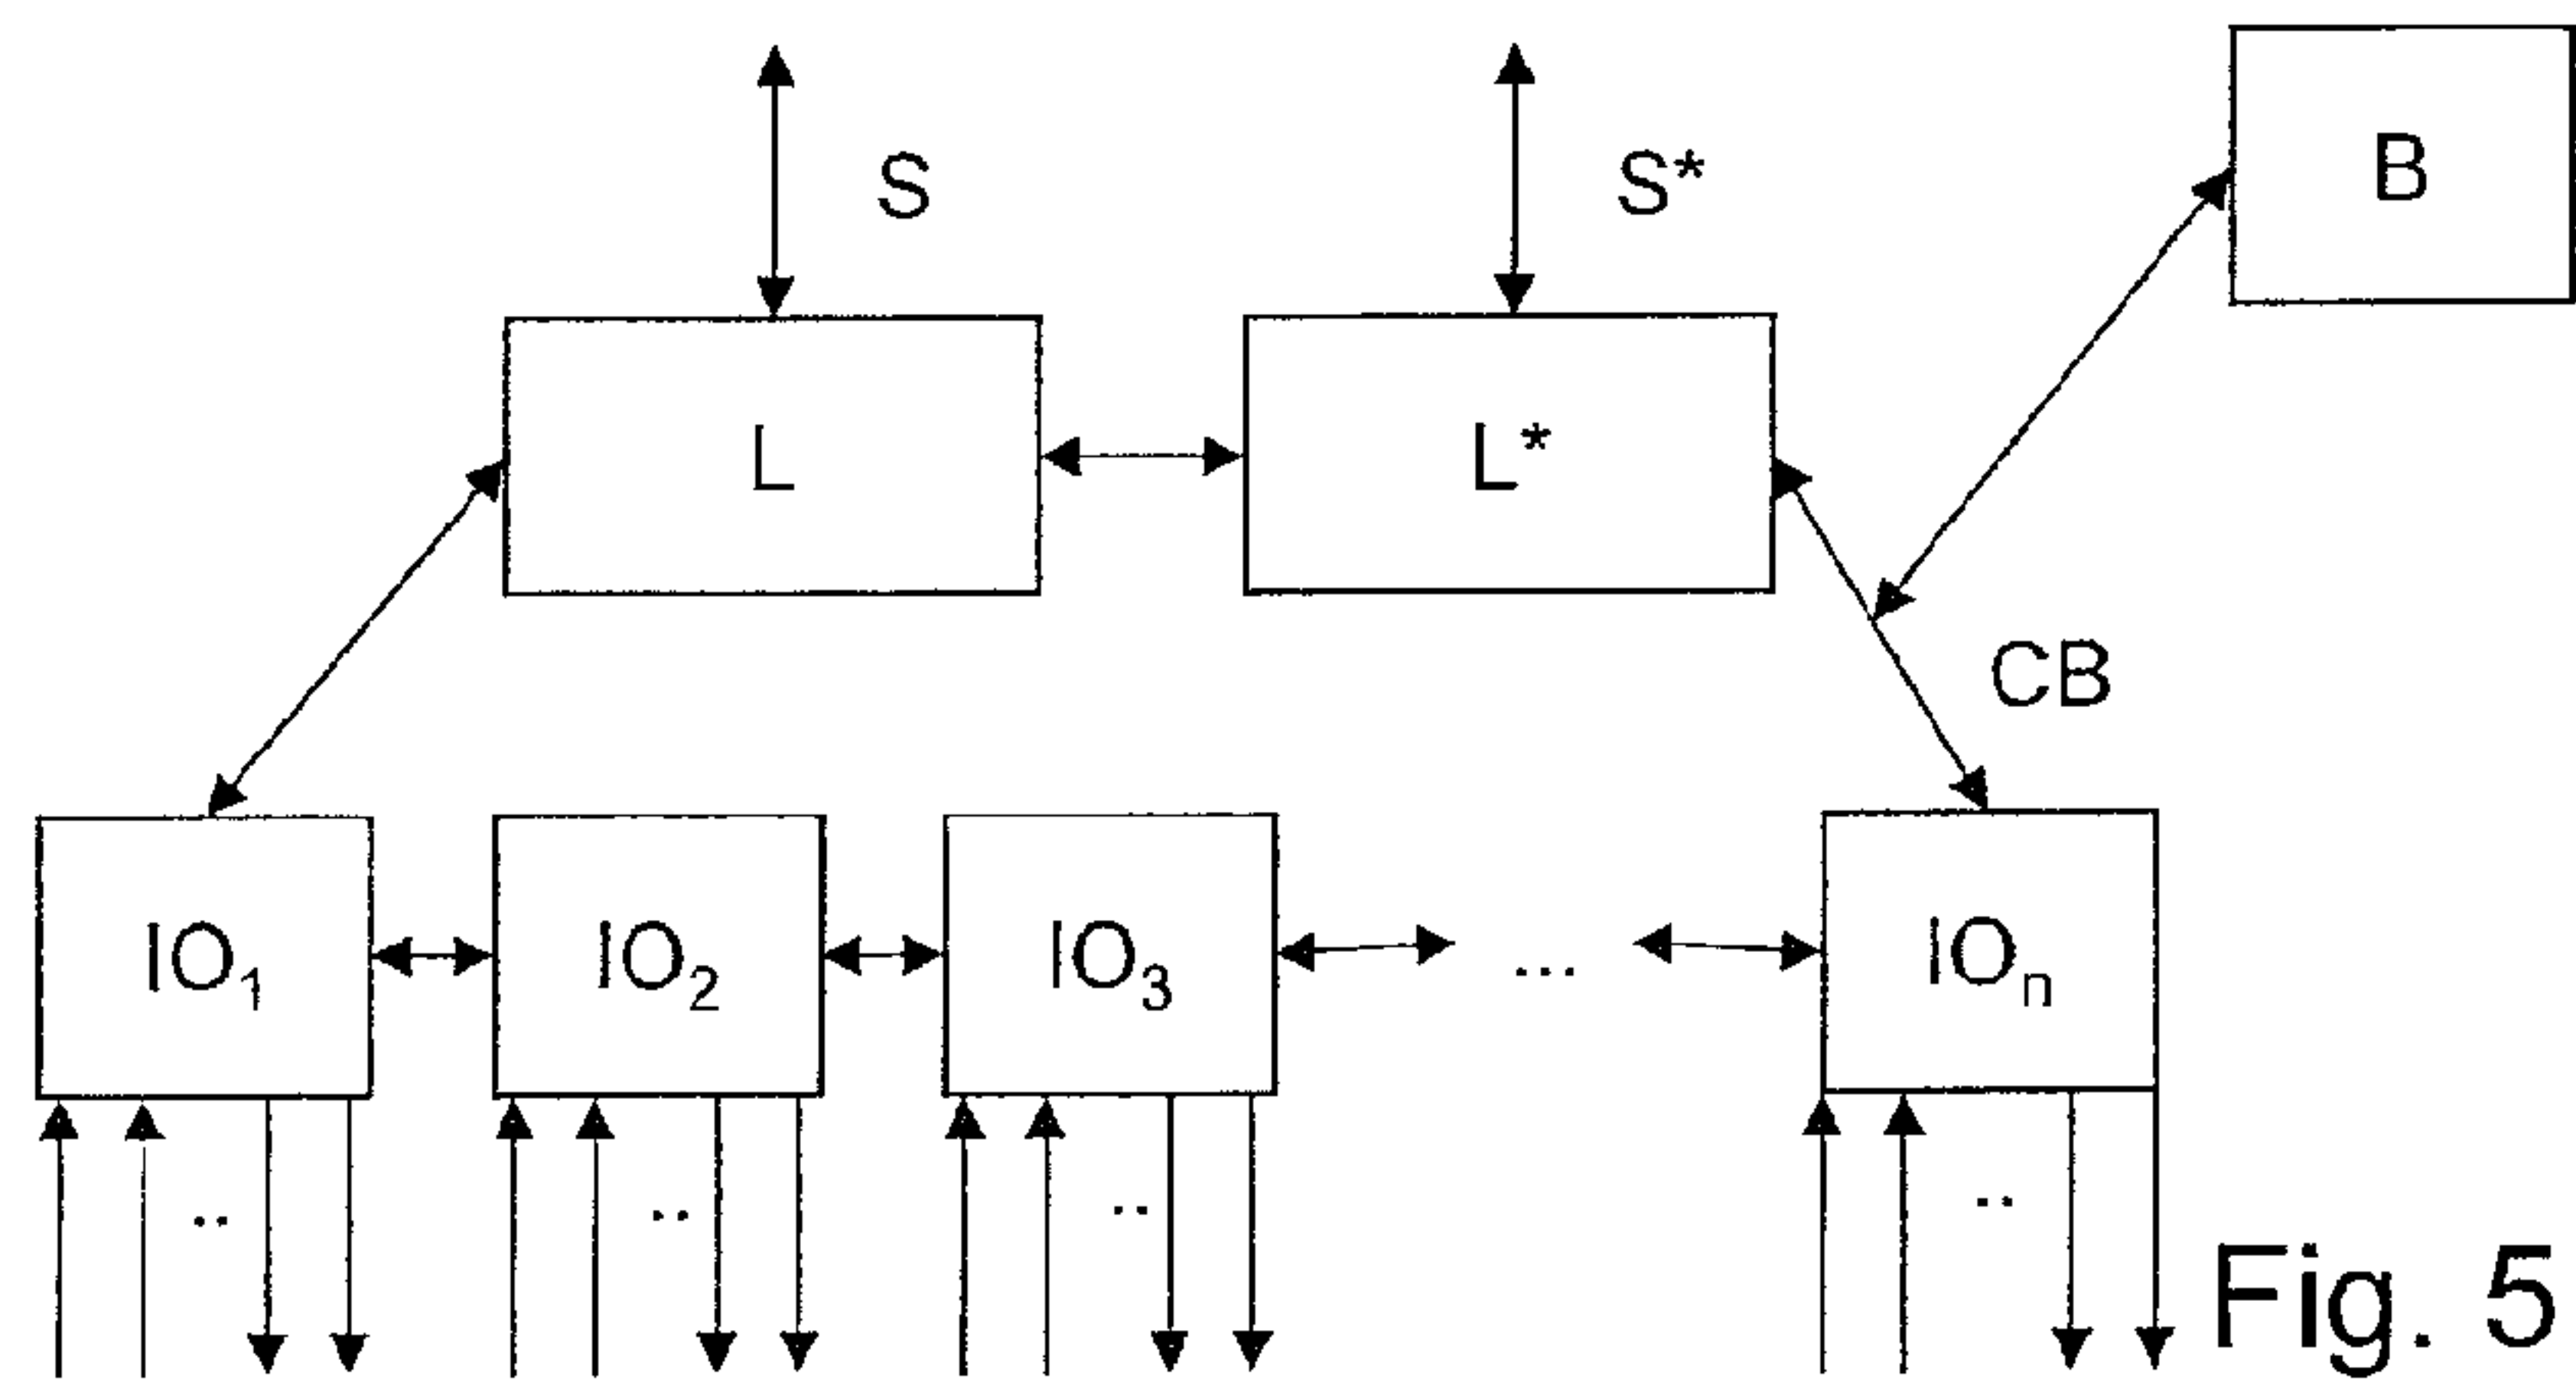 S
S*
B
L
L*
CB
IO₁
IO₂
IO₃
...
IOₙ
..
..
..
..
Fig. 5